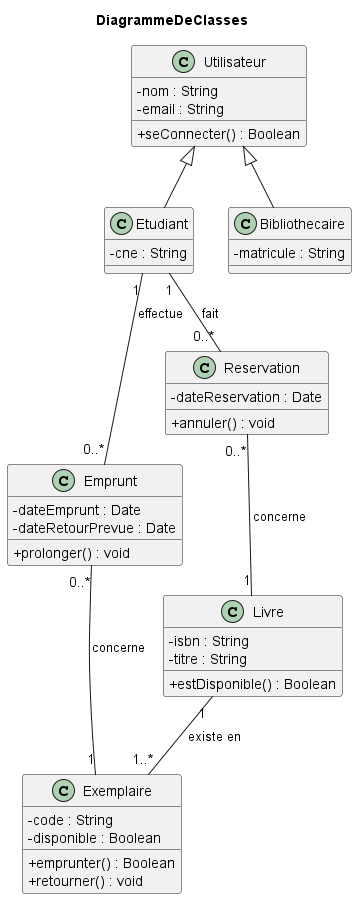 DiagrammeDeClasses
C Utilisateur
-nom : String
-email : String
+seConnecter() : Boolean
C Etudiant
-cne : String
C Bibliothecaire
-matricule : String
1
effectue
1
fait
0..*
C Reservation
-dateReservation : Date
+annuler() : void
0..*
0..*
C Emprunt
-dateEmprunt : Date
-dateRetourPrevue : Date
+prolonger() : void
concerne
1
0..*
C Livre
-isbn : String
-titre : String
+estDisponible() : Boolean
concerne
1
existe en
1
1..*
C Exemplaire
-code : String
-disponible : Boolean
+emprunter() : Boolean
+retourner() : void